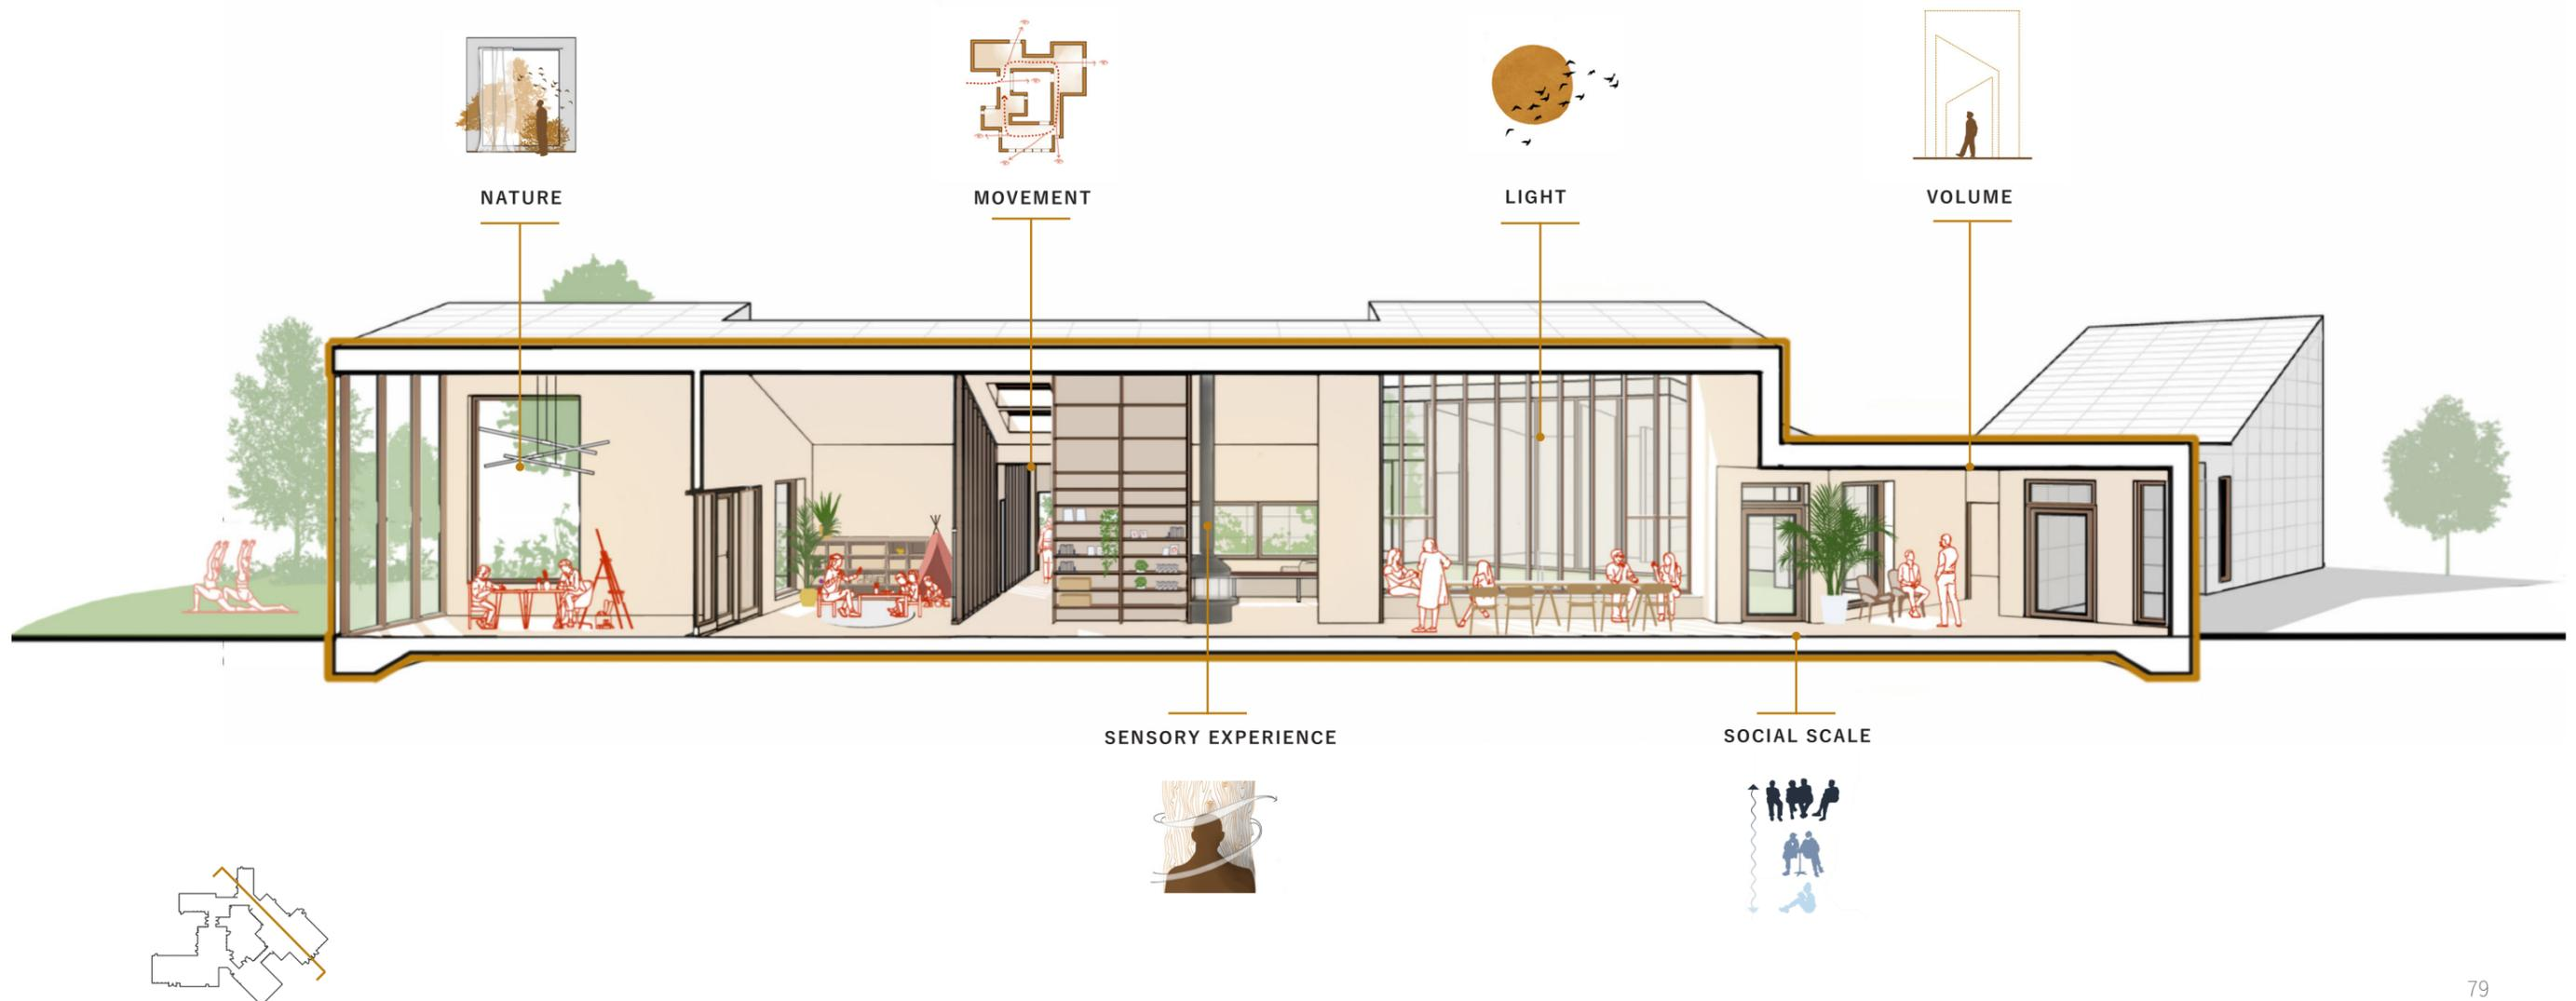 NATURE
MOVEMENT
LIGHT
VOLUME
SENSORY EXPERIENCE
SOCIAL SCALE
79